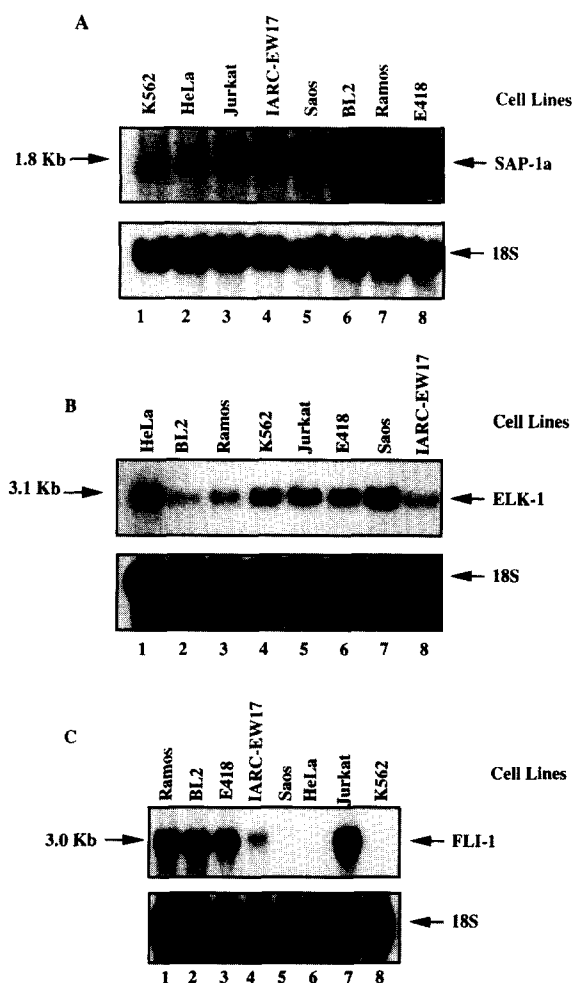 A
K562 HeLa Jurkat IARC-EW17 Saos BL2 Ramos E418 Cell Lines
1.8 Kb SAP-1a
18S
1 2 3 4 5 6 7 8
B
HeLa BL2 Ramos K562 Jurkat E418 Saos IARC-EW17 Cell Lines
3.1 Kb ELK-1
18S
1 2 3 4 5 6 7 8
C
Ramos BL2 E418 IARC-EW17 Saos HeLa Jurkat K562 Cell Lines
3.0 Kb FLI-1
18S
1 2 3 4 5 6 7 8